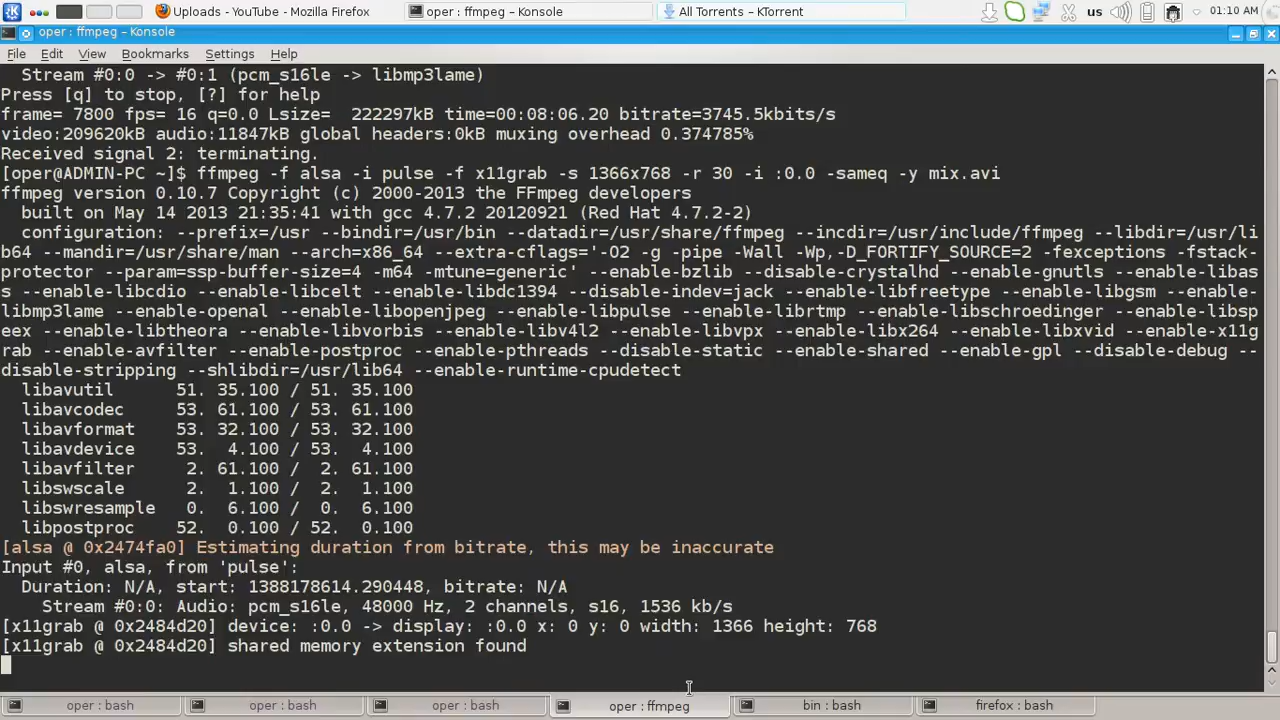 Uploads - YouTube - Mozilla Firefox
oper : ffmpeg – Konsole
All Torrents – KTorrent
us
01:10 AM
oper : ffmpeg – Konsole
File Edit View Bookmarks Settings Help
Stream #0:0 -> #0:1 (pcm_s16le -> libmp3lame)
Press [q] to stop, [?] for help
frame= 7800 fps= 16 q=0.0 Lsize=  222297kB time=00:08:06.20 bitrate=3745.5kbits/s
video:209620kB audio:11847kB global headers:0kB muxing overhead 0.374785%
Received signal 2: terminating.
[oper@ADMIN-PC ~]$ ffmpeg -f alsa -i pulse -f x11grab -s 1366x768 -r 30 -i :0.0 -sameq -y mix.avi
ffmpeg version 0.10.7 Copyright (c) 2000-2013 the FFmpeg developers
built on May 14 2013 21:35:41 with gcc 4.7.2 20120921 (Red Hat 4.7.2-2)
configuration: --prefix=/usr --bindir=/usr/bin --datadir=/usr/share/ffmpeg --incdir=/usr/include/ffmpeg --libdir=/usr/li
b64 --mandir=/usr/share/man --arch=x86_64 --extra-cflags='-O2 -g -pipe -Wall -Wp,-D_FORTIFY_SOURCE=2 -fexceptions -fstack-
protector --param=ssp-buffer-size=4 -m64 -mtune=generic' --enable-bzlib --disable-crystalhd --enable-gnutls --enable-libas
s --enable-libcdio --enable-libcelt --enable-libdc1394 --disable-indev=jack --enable-libfreetype --enable-libgsm --enable-
libmp3lame --enable-openal --enable-libopenjpeg --enable-libpulse --enable-librtmp --enable-libschroedinger --enable-libsp
eex --enable-libtheora --enable-libvorbis --enable-libv4l2 --enable-libvpx --enable-libx264 --enable-libxvid --enable-x11g
rab --enable-avfilter --enable-postproc --enable-pthreads --disable-static --enable-shared --enable-gpl --disable-debug --
disable-stripping --shlibdir=/usr/lib64 --enable-runtime-cpudetect
libavutil      51. 35.100 / 51. 35.100
libavcodec     53. 61.100 / 53. 61.100
libavformat    53. 32.100 / 53. 32.100
libavdevice    53.  4.100 / 53.  4.100
libavfilter     2. 61.100 /  2. 61.100
libswscale      2.  1.100 /  2.  1.100
libswresample   0.  6.100 /  0.  6.100
libpostproc    52.  0.100 / 52.  0.100
[alsa @ 0x2474fa0] Estimating duration from bitrate, this may be inaccurate
Input #0, alsa, from 'pulse':
Duration: N/A, start: 1388178614.290448, bitrate: N/A
Stream #0:0: Audio: pcm_s16le, 48000 Hz, 2 channels, s16, 1536 kb/s
[x11grab @ 0x2484d20] device: :0.0 -> display: :0.0 x: 0 y: 0 width: 1366 height: 768
[x11grab @ 0x2484d20] shared memory extension found
oper : bash
oper : bash
oper : bash
oper : ffmpeg
bin : bash
firefox : bash